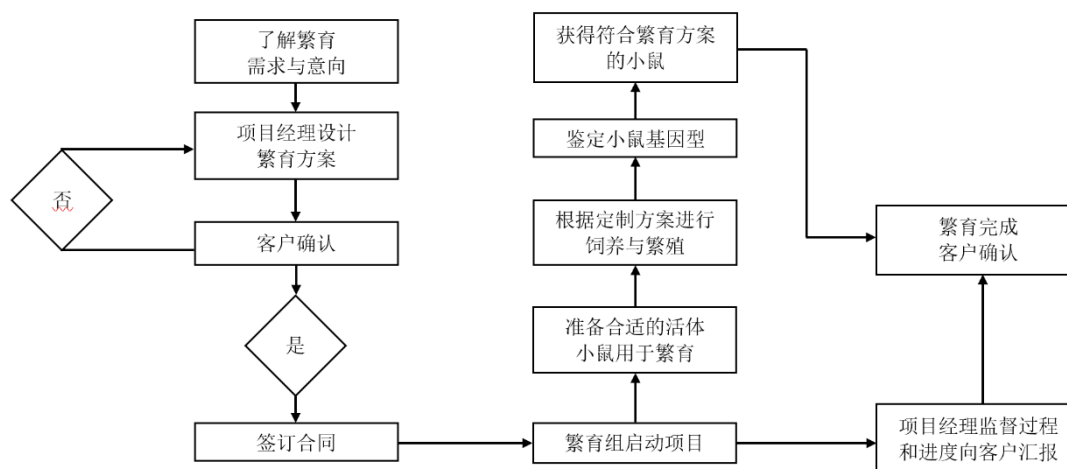 了解繁育
需求与意向
项目经理设计
繁育方案
否
客户确认
是
签订合同
获得符合繁育方案
的小鼠
鉴定小鼠基因型
根据定制方案进行
饲养与繁殖
准备合适的活体
小鼠用于繁育
繁育组启动项目
繁育完成
客户确认
项目经理监督过程
和进度向客户汇报